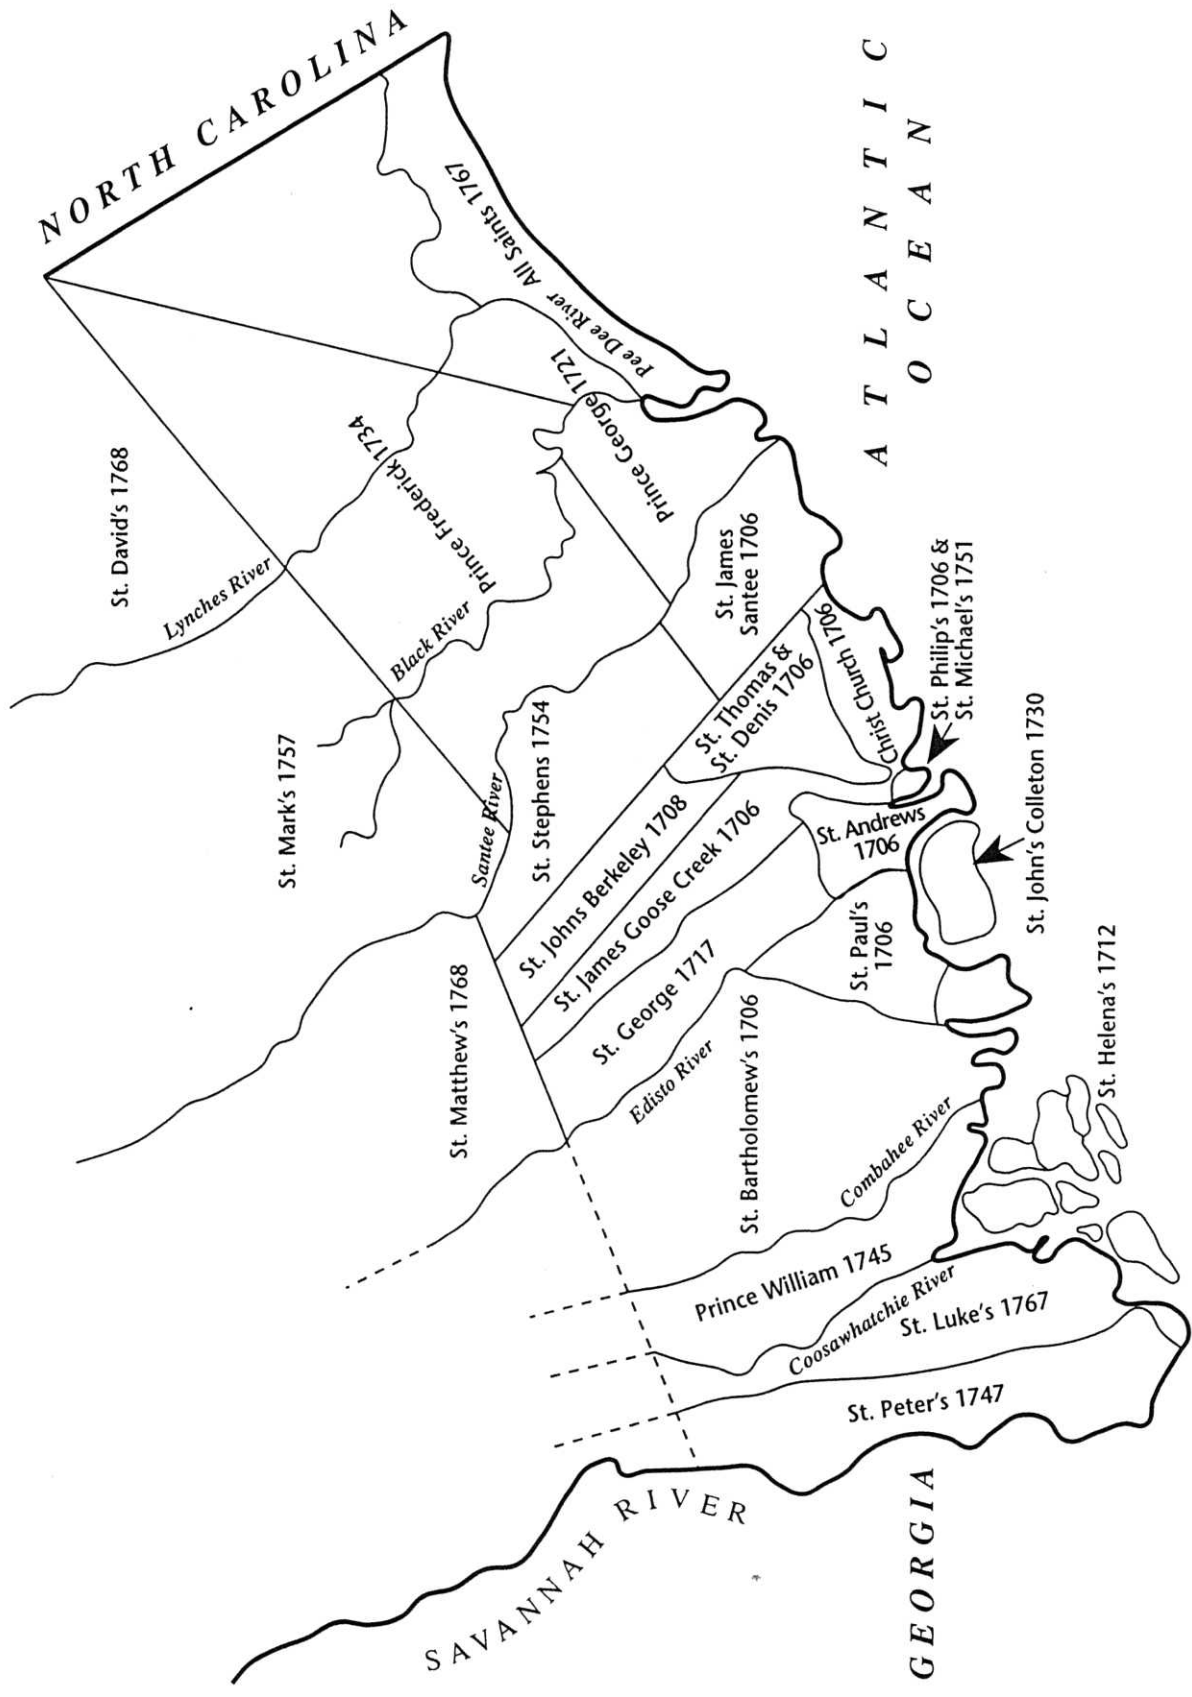 NORTH CAROLINA
ATLANTIC
OCEAN
St. David's 1768
Lynches River
All Saints 1767
Pee Dee River
Prince George 1721
Prince Frederick 1734
Black River
St. Mark's 1757
Santee River
St. Stephens 1754
St. James
Santee 1706
St. Thomas &
St. Denis 1706
Christ Church 1706
St. Philip's 1706 &
St. Michael's 1751
St. Johns Berkeley 1708
St. James Goose Creek 1706
St. Andrews
1706
St. John's Colleton 1730
St. Matthew's 1768
St. George 1717
St. Paul's
1706
Edisto River
St. Bartholomew's 1706
Combahee River
St. Helena's 1712
Prince William 1745
Coosawhatchie River
St. Luke's 1767
St. Peter's 1747
SAVANNAH RIVER
GEORGIA